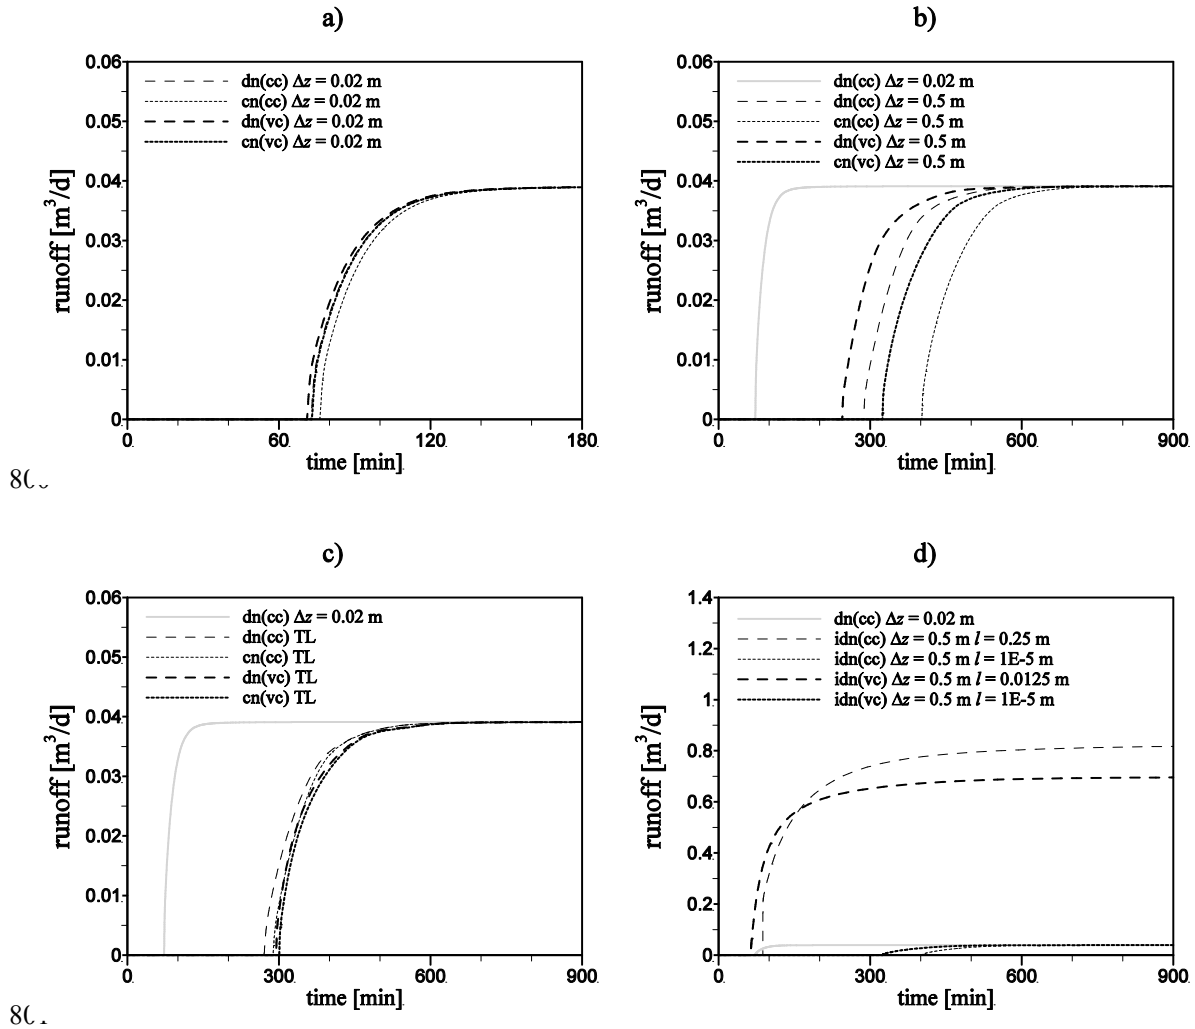 a)
0.06
0.05
0.04
0.03
0.02
0.01
0
runoff [m³/d]
dn(cc) Δz = 0.02 m
cn(cc) Δz = 0.02 m
dn(vc) Δz = 0.02 m
cn(vc) Δz = 0.02 m
0 60 120 180
time [min]
b)
0.06
0.05
0.04
0.03
0.02
0.01
0
runoff [m³/d]
dn(cc) Δz = 0.02 m
dn(cc) Δz = 0.5 m
cn(cc) Δz = 0.5 m
dn(vc) Δz = 0.5 m
cn(vc) Δz = 0.5 m
0 300 600 900
time [min]
c)
0.06
0.05
0.04
0.03
0.02
0.01
0
runoff [m³/d]
dn(cc) Δz = 0.02 m
dn(cc) TL
cn(cc) TL
dn(vc) TL
cn(vc) TL
0 300 600 900
time [min]
d)
1.4
1.2
1
0.8
0.6
0.4
0.2
0
runoff [m³/d]
dn(cc) Δz = 0.02 m
idn(cc) Δz = 0.5 m l = 0.25 m
idn(cc) Δz = 0.5 m l = 1E-5 m
idn(vc) Δz = 0.5 m l = 0.0125 m
idn(vc) Δz = 0.5 m l = 1E-5 m
0 300 600 900
time [min]